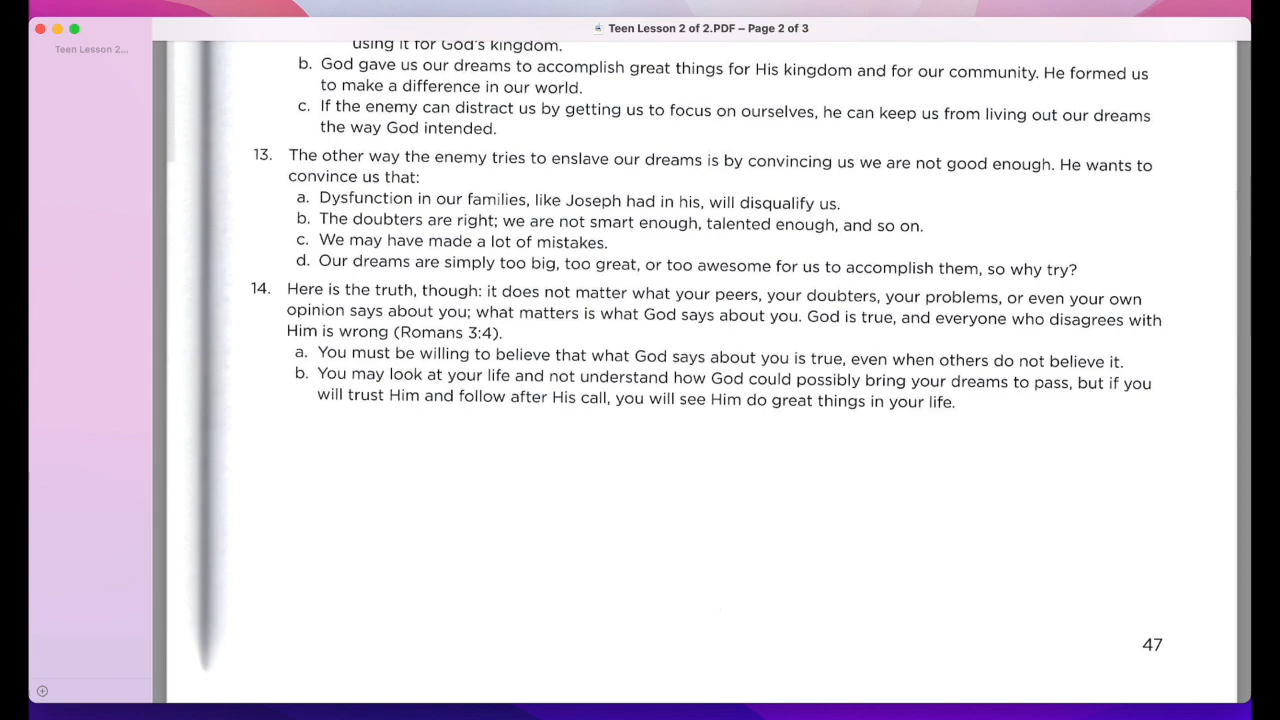 Teen Lesson 2 of 2.PDF – Page 2 of 3
Teen Lesson 2...
using it for God's kingdom.
b. God gave us our dreams to accomplish great things for His kingdom and for our community. He formed us
to make a difference in our world.
c. If the enemy can distract us by getting us to focus on ourselves, he can keep us from living out our dreams
the way God intended.
13. The other way the enemy tries to enslave our dreams is by convincing us we are not good enough. He wants to
convince us that:
a. Dysfunction in our families, like Joseph had in his, will disqualify us.
b. The doubters are right; we are not smart enough, talented enough, and so on.
c. We may have made a lot of mistakes.
d. Our dreams are simply too big, too great, or too awesome for us to accomplish them, so why try?
14. Here is the truth, though: it does not matter what your peers, your doubters, your problems, or even your own
opinion says about you; what matters is what God says about you. God is true, and everyone who disagrees with
Him is wrong (Romans 3:4).
a. You must be willing to believe that what God says about you is true, even when others do not believe it.
b. You may look at your life and not understand how God could possibly bring your dreams to pass, but if you
will trust Him and follow after His call, you will see Him do great things in your life.
47